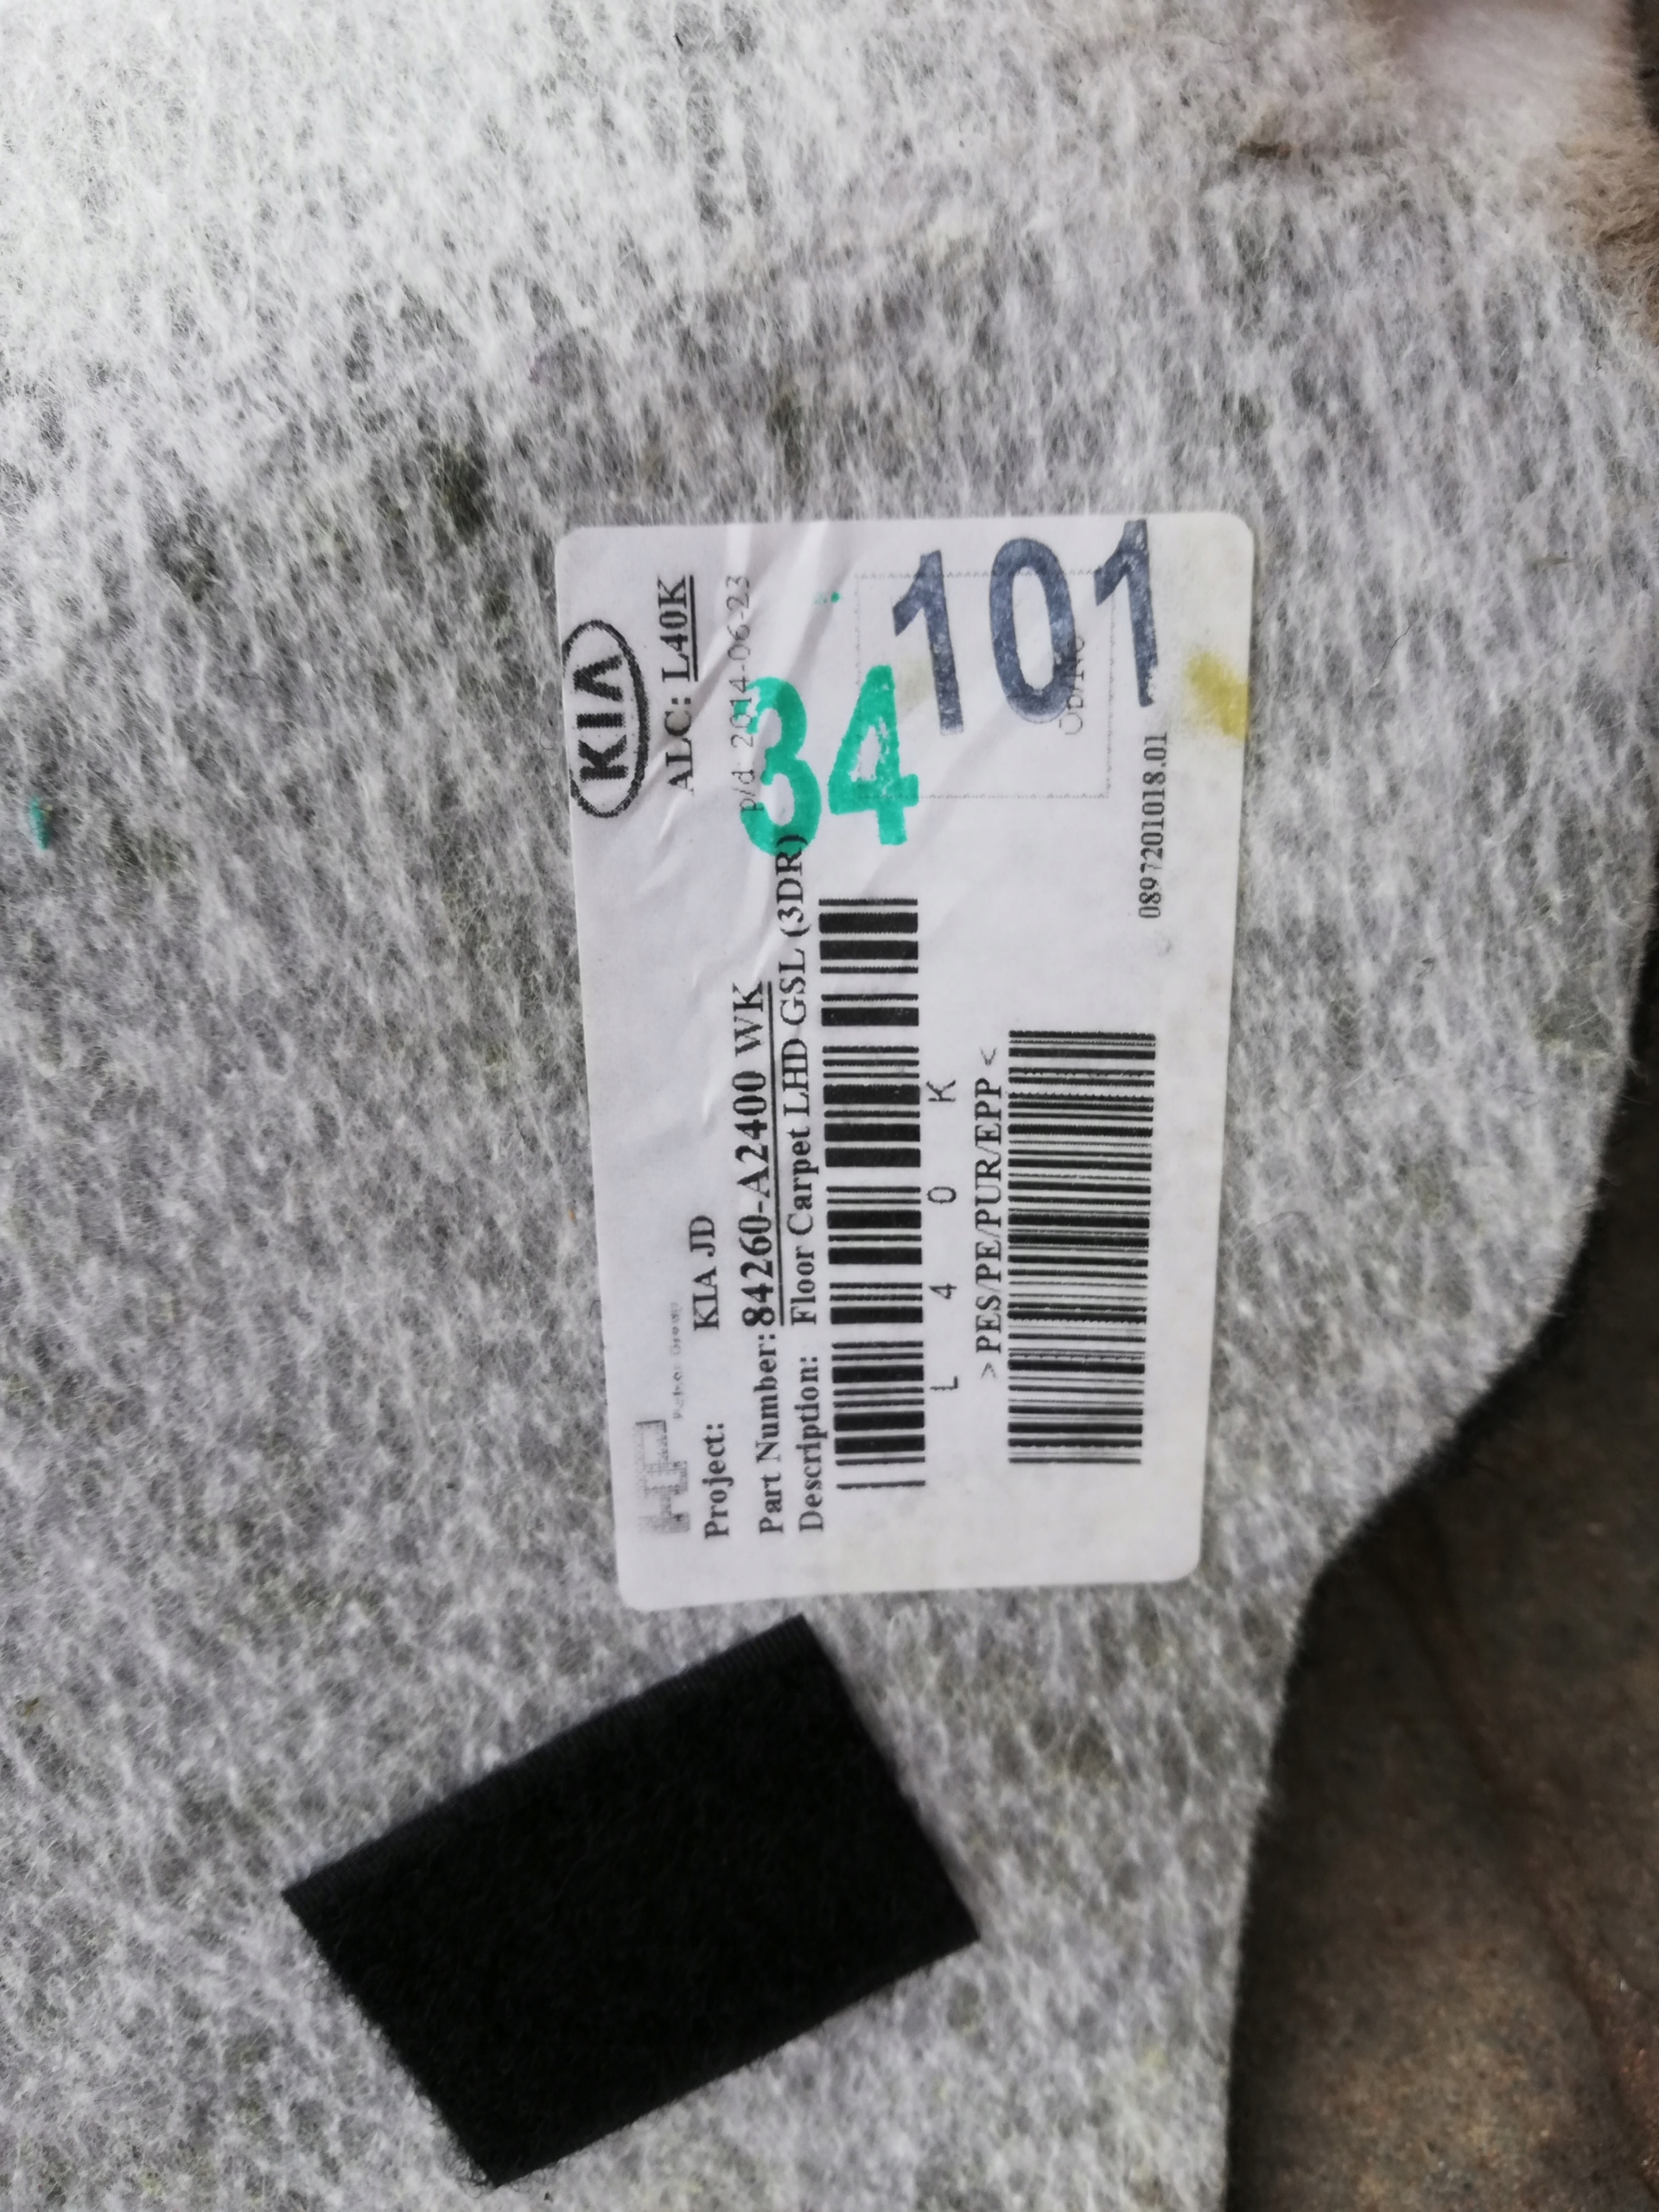 KIA
ALC: L40K
Project: KIA JD
p/d 2014-06-23
Part Number: 84260-A2400 WK
Description: Floor Carpet LHD GSL (3DR)
34
101
L 4 0 K
>PES/PE/PUR/EPP<
0897201018.01